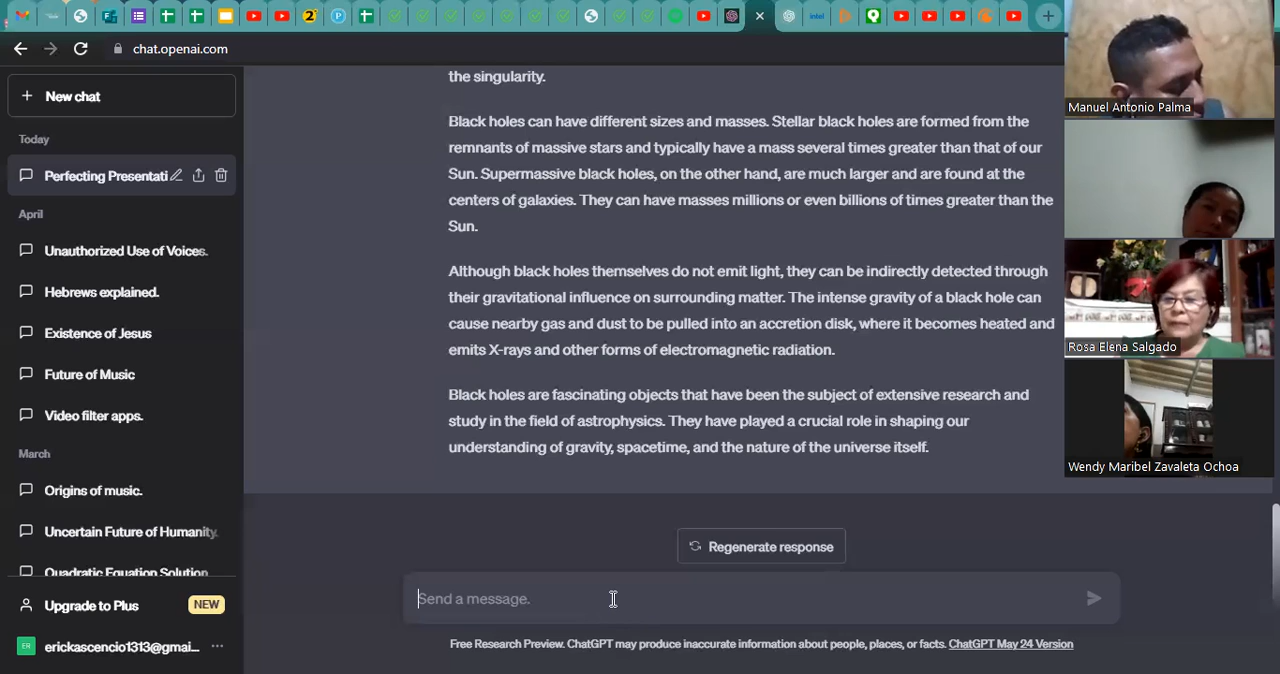 chat.openai.com
New chat
Today
Perfecting Presentati
April
Unauthorized Use of Voices.
Hebrews explained.
Existence of Jesus
Future of Music
Video filter apps.
March
Origins of music.
Uncertain Future of Humanity.
Quadratic Equation Solution
Upgrade to Plus
NEW
ER
erickascencio1313@gmai...
the singularity.
Black holes can have different sizes and masses. Stellar black holes are formed from the
remnants of massive stars and typically have a mass several times greater than that of our
Sun. Supermassive black holes, on the other hand, are much larger and are found at the
centers of galaxies. They can have masses millions or even billions of times greater than the
Sun.
Although black holes themselves do not emit light, they can be indirectly detected through
their gravitational influence on surrounding matter. The intense gravity of a black hole can
cause nearby gas and dust to be pulled into an accretion disk, where it becomes heated and
emits X-rays and other forms of electromagnetic radiation.
Black holes are fascinating objects that have been the subject of extensive research and
study in the field of astrophysics. They have played a crucial role in shaping our
understanding of gravity, spacetime, and the nature of the universe itself.
Regenerate response
Send a message.
Free Research Preview. ChatGPT may produce inaccurate information about people, places, or facts. ChatGPT May 24 Version
Manuel Antonio Palma
Rosa Elena Salgado
Wendy Maribel Zavaleta Ochoa